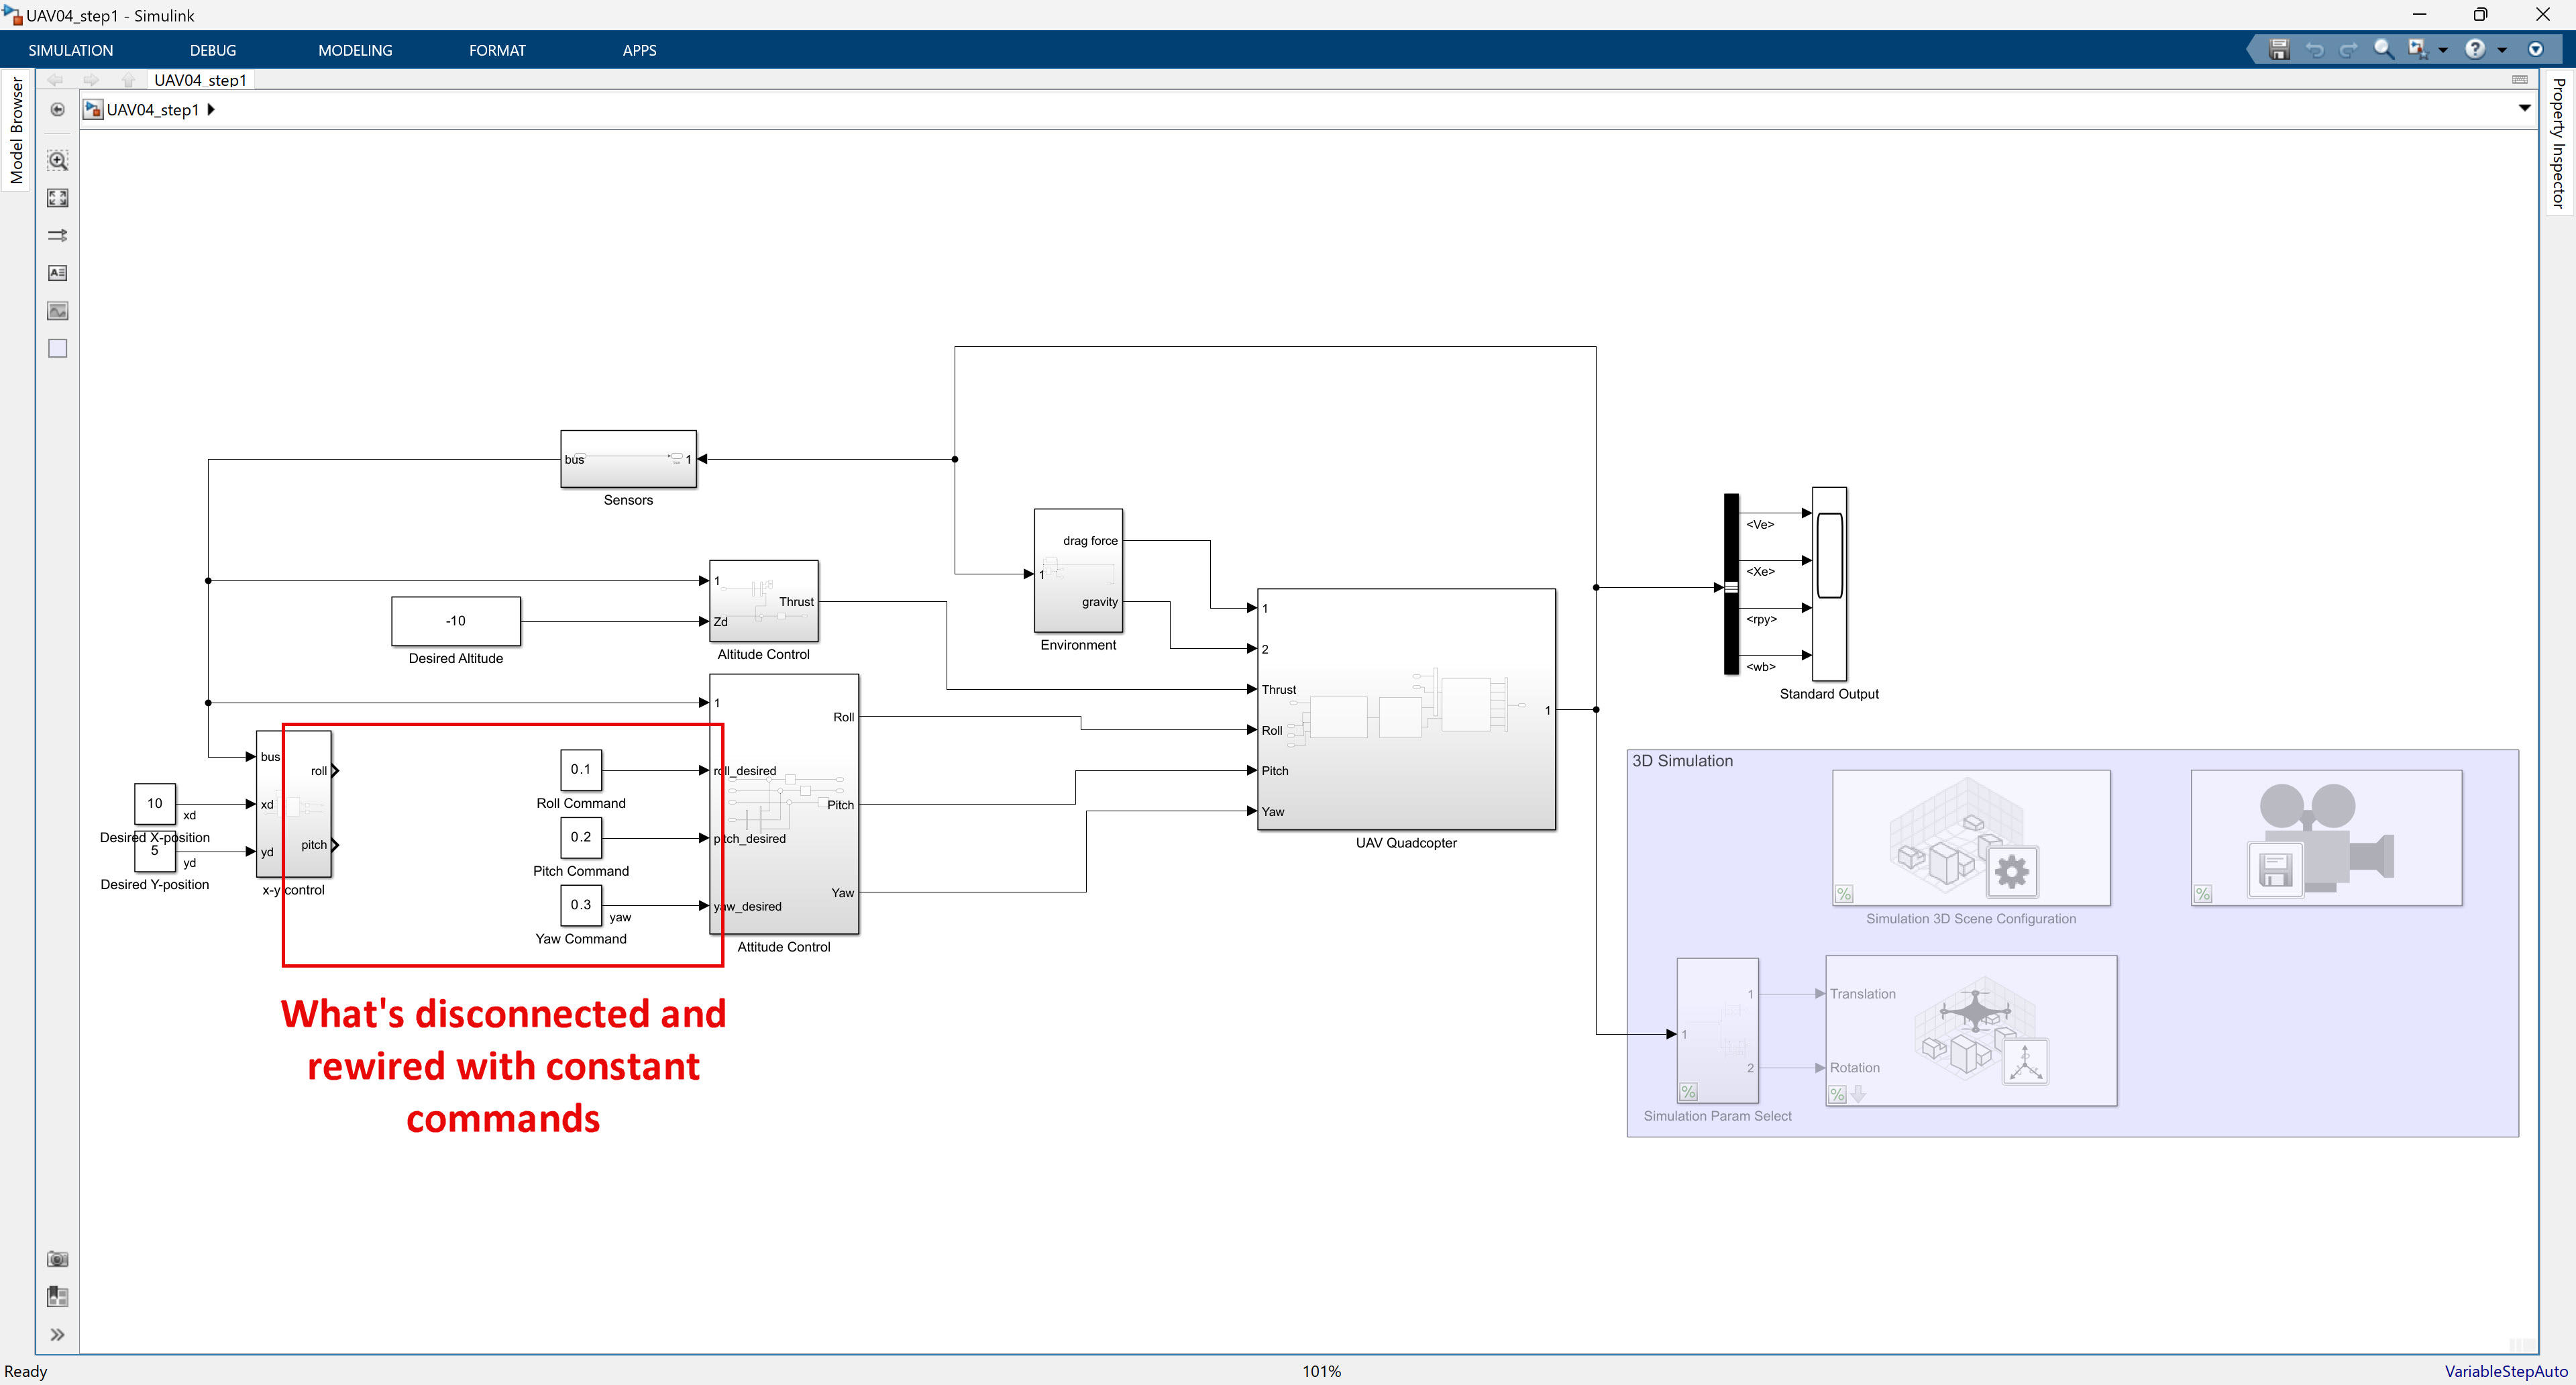 UAV04_step1 - Simulink
SIMULATION
DEBUG
MODELING
FORMAT
APPS
Model Browser
UAV04_step1
UAV04_step1
Property Inspector
bus
1
Sensors
drag force
1
gravity
Environment
<Ve>
<Xe>
<rpy>
<wb>
Standard Output
1
Thrust
Zd
Altitude Control
-10
Desired Altitude
1
2
Thrust
Roll
Pitch
Yaw
1
UAV Quadcopter
1
Roll
roll_desired
Pitch
pitch_desired
Yaw
yaw_desired
Attitude Control
bus
roll
xd
pitch
yd
x-y control
10
xd
Desired X-position
5
yd
Desired Y-position
0.1
Roll Command
0.2
Pitch Command
0.3
yaw
Yaw Command
What's disconnected and
rewired with constant
commands
3D Simulation
Simulation 3D Scene Configuration
1
1
2
Simulation Param Select
Translation
Rotation
Ready
101%
VariableStepAuto